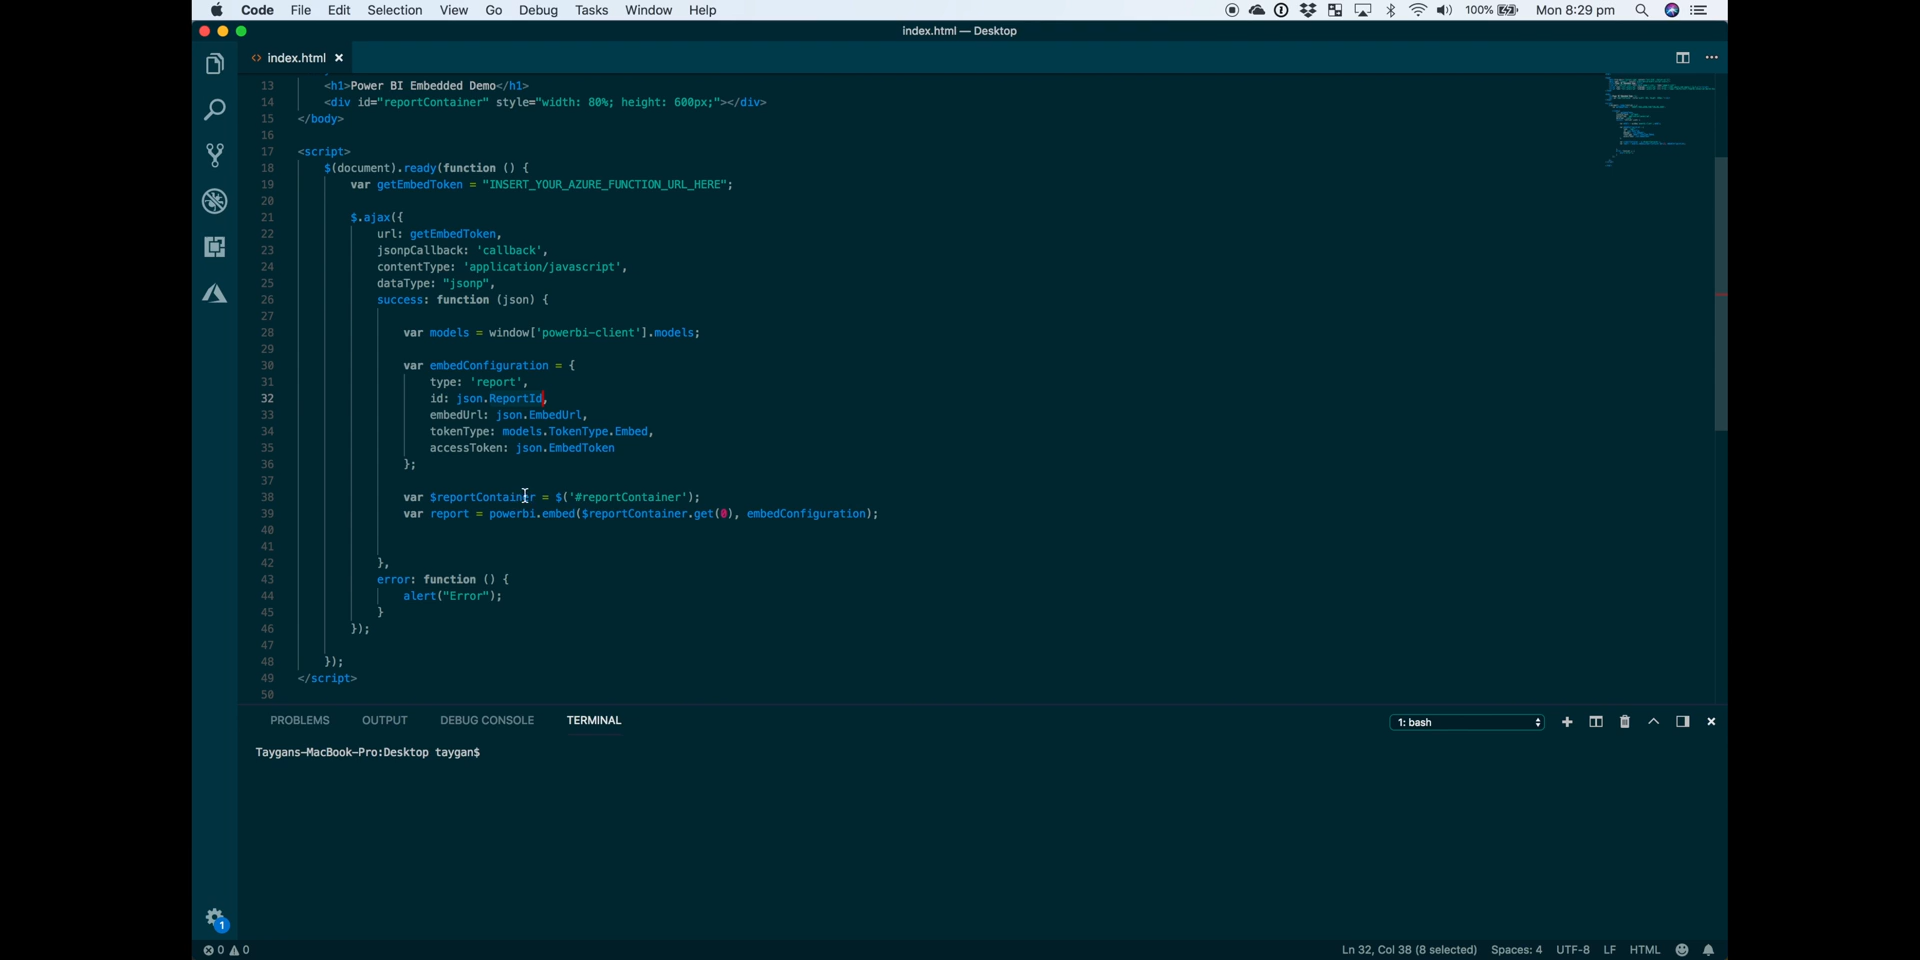 Code File Edit Selection View Go Debug Tasks Window Help 100% Mon 8:29 pm
index.html — Desktop
<> index.html ×
13 <h1>Power BI Embedded Demo</h1>
14 <div id="reportContainer" style="width: 80%; height: 600px;"></div>
15 </body>
16
17 <script>
18 $(document).ready(function () {
19 var getEmbedToken = "INSERT_YOUR_AZURE_FUNCTION_URL_HERE";
20
21 $.ajax({
22 url: getEmbedToken,
23 jsonpCallback: 'callback',
24 contentType: 'application/javascript',
25 dataType: "jsonp",
26 success: function (json) {
27
28 var models = window['powerbi-client'].models;
29
30 var embedConfiguration = {
31 type: 'report',
32 id: json.ReportId,
33 embedUrl: json.EmbedUrl,
34 tokenType: models.TokenType.Embed,
35 accessToken: json.EmbedToken
36 };
37
38 var $reportContainer = $('#reportContainer');
39 var report = powerbi.embed($reportContainer.get(0), embedConfiguration);
40
41
42 },
43 error: function () {
44 alert("Error");
45 }
46 });
47
48 });
49 </script>
50
PROBLEMS OUTPUT DEBUG CONSOLE TERMINAL 1: bash
Taygans-MacBook-Pro:Desktop taygan$
1
0 0 Ln 32, Col 38 (8 selected) Spaces: 4 UTF-8 LF HTML